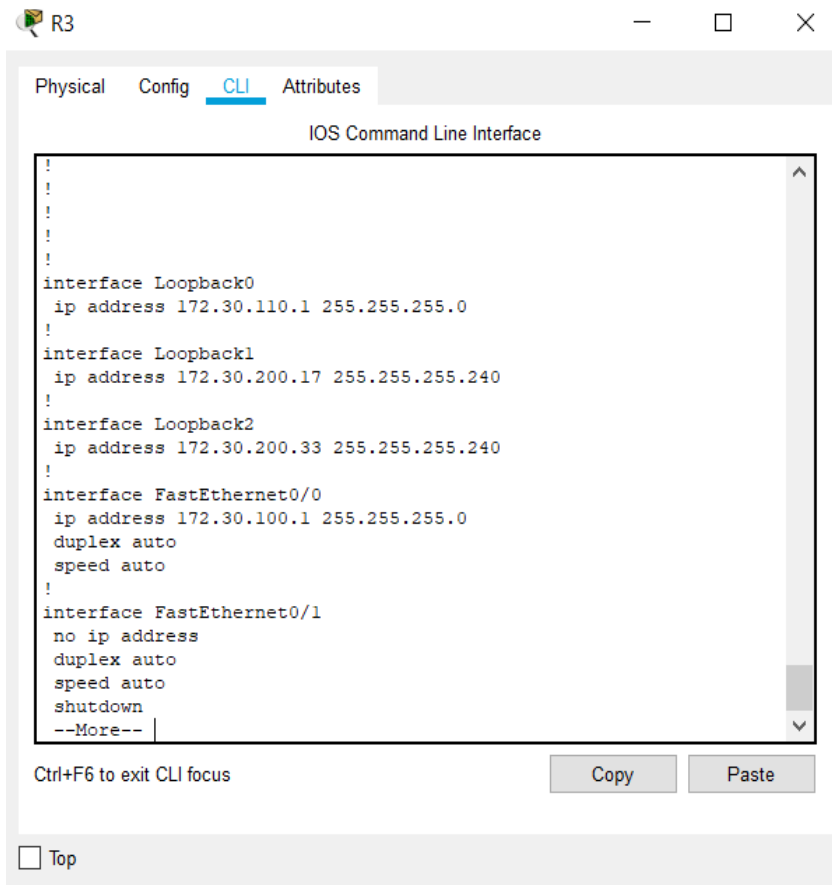 R3
Physical Config CLI Attributes
IOS Command Line Interface
!
!
!
!
!
interface Loopback0
 ip address 172.30.110.1 255.255.255.0
!
interface Loopback1
 ip address 172.30.200.17 255.255.255.240
!
interface Loopback2
 ip address 172.30.200.33 255.255.255.240
!
interface FastEthernet0/0
 ip address 172.30.100.1 255.255.255.0
 duplex auto
 speed auto
!
interface FastEthernet0/1
 no ip address
 duplex auto
 speed auto
 shutdown
 --More--
Ctrl+F6 to exit CLI focus Copy Paste
Top